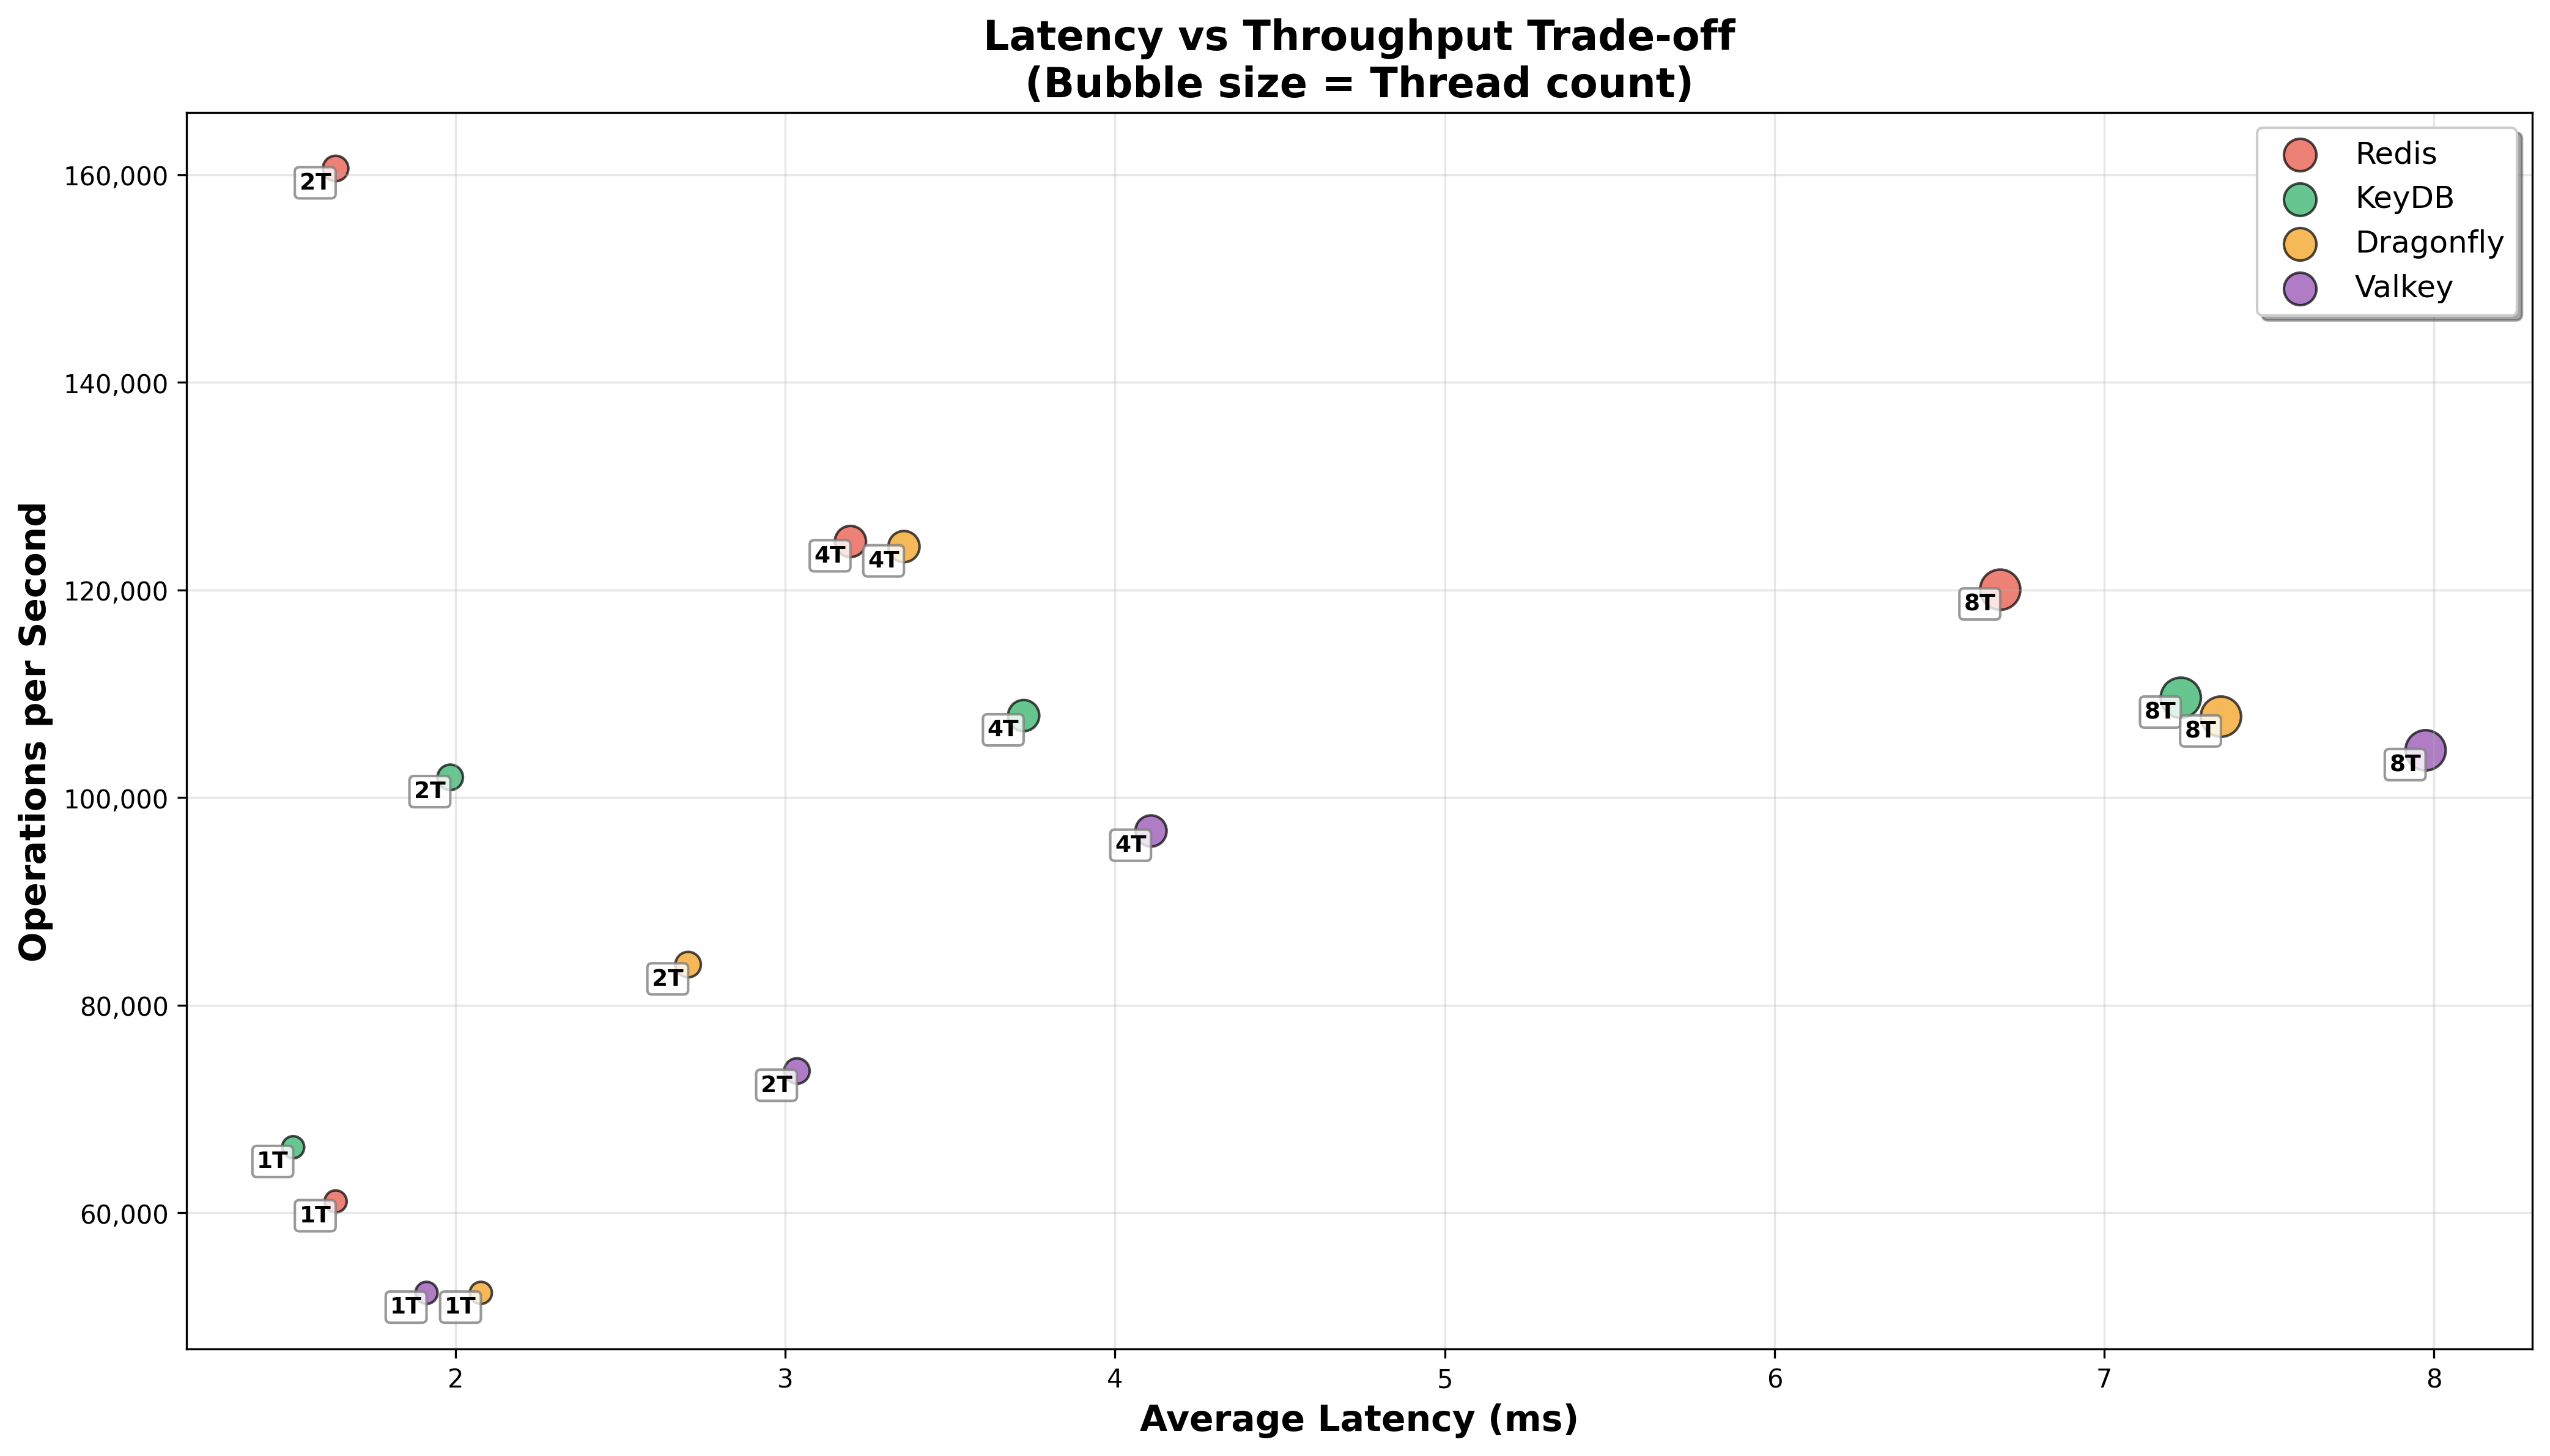 Latency vs Throughput Trade-off
(Bubble size = Thread count)
Redis
KeyDB
Dragonfly
Valkey
Operations per Second
160,000
140,000
120,000
100,000
80,000
60,000
2T
4T
4T
8T
8T
8T
8T
4T
2T
4T
2T
2T
1T
1T
1T
1T
2
3
4
5
6
7
8
Average Latency (ms)